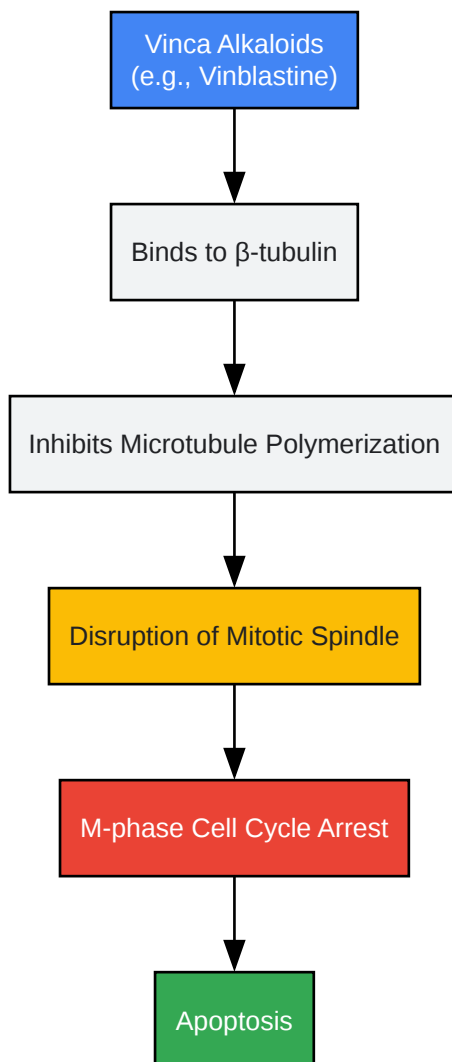 Vinca Alkaloids
(e.g., Vinblastine)
Binds to β-tubulin
Inhibits Microtubule Polymerization
Disruption of Mitotic Spindle
M-phase Cell Cycle Arrest
Apoptosis